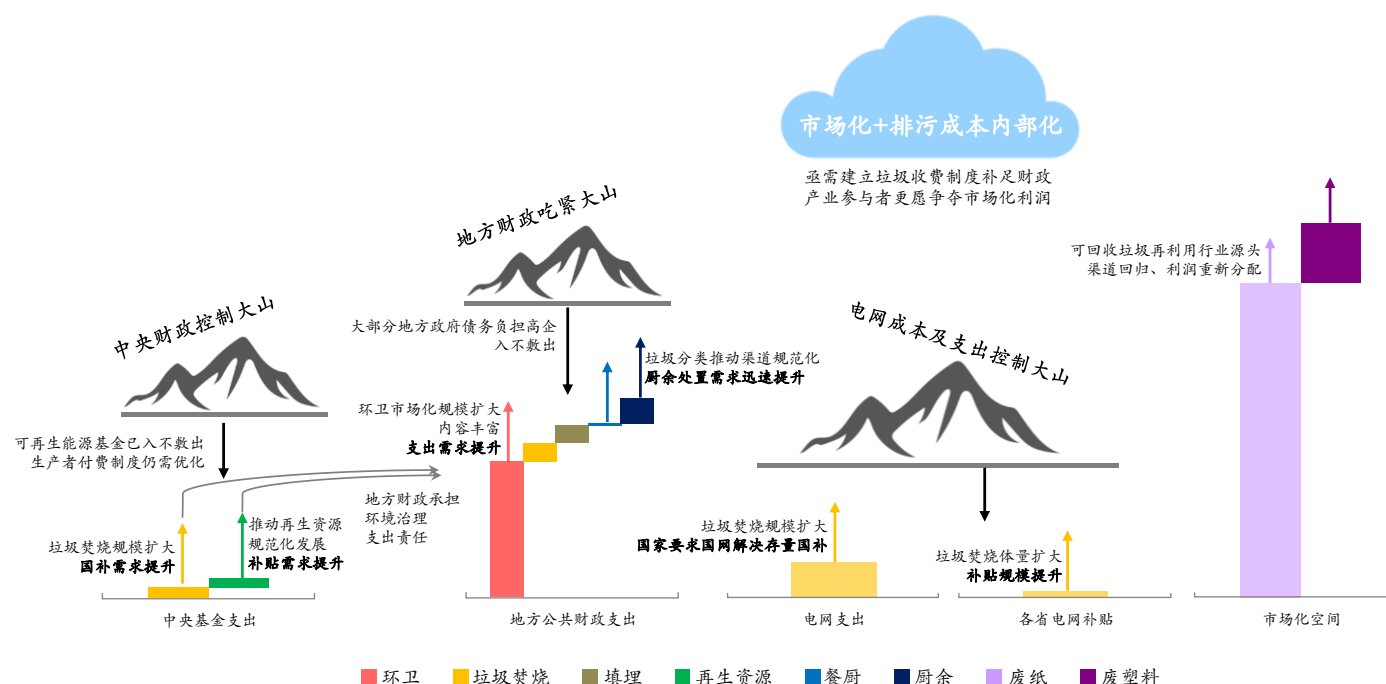 市场化+排污成本内部化
亟需建立垃圾收费制度补足财政
产业参与者更愿争夺市场化利润
地方财政吃紧大山
可回收垃圾再利用行业源头
渠道回归、利润重新分配
中央财政控制大山
大部分地方政府债务负担高企
入不敷出
电网成本及支出控制大山
垃圾分类推动渠道规范化
厨余处置需求迅速提升
环卫市场化规模扩大
内容丰富
支出需求提升
可再生能源基金已入不敷出
生产者付费制度仍需优化
地方财政承担
环境治理
支出责任
推动再生资源
规范化发展
补贴需求提升
垃圾焚烧规模扩大
国补需求提升
垃圾焚烧规模扩大
国家要求国网解决存量国补
垃圾焚烧体量扩大
补贴规模提升
中央基金支出
地方公共财政支出
电网支出
各省电网补贴
市场化空间
环卫
垃圾焚烧
填埋
再生资源
餐厨
厨余
废纸
废塑料